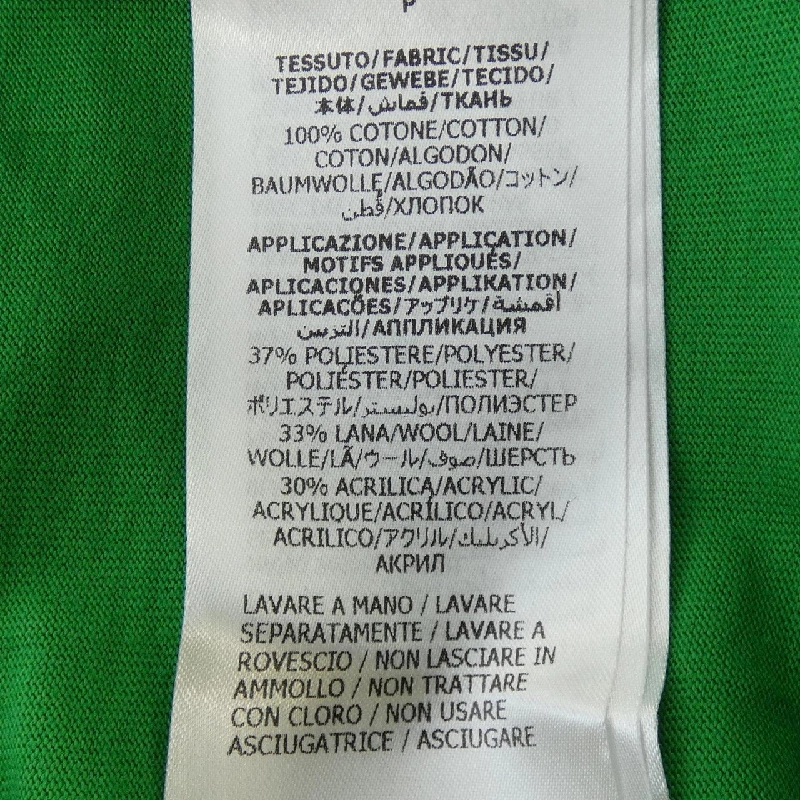 P
TESSUTO/FABRIC/TISSU/
TEJIDO/GEWEBE/TECIDO/
本体/قماش/ТКАНЬ
100% COTONE/COTTON/
COTON/ALGODON/
BAUMWOLLE/ALGODÃO/コットン/
قطن/ХЛОПОК
APPLICAZIONE/APPLICATION/
MOTIFS APPLIQUÉS/
APLICACIONES/APPLIKATION/
APLICAÇÕES/アップリケ/أقمشة
التزيين/АППЛИКАЦИЯ
37% POLIESTERE/POLYESTER/
POLIÉSTER/POLIESTER/
ポリエステル/بوليستر/ПОЛИЭСТЕР
33% LANA/WOOL/LAINE/
WOLLE/LÃ/ウール/صوف/ШЕРСТЬ
30% ACRILICA/ACRYLIC/
ACRYLIQUE/ACRÍLICO/ACRYL/
ACRILICO/アクリル/الأكريليك/
АКРИЛ
LAVARE A MANO / LAVARE
SEPARATAMENTE / LAVARE A
ROVESCIO / NON LASCIARE IN
AMMOLLO / NON TRATTARE
CON CLORO / NON USARE
ASCIUGATRICE / ASCIUGARE